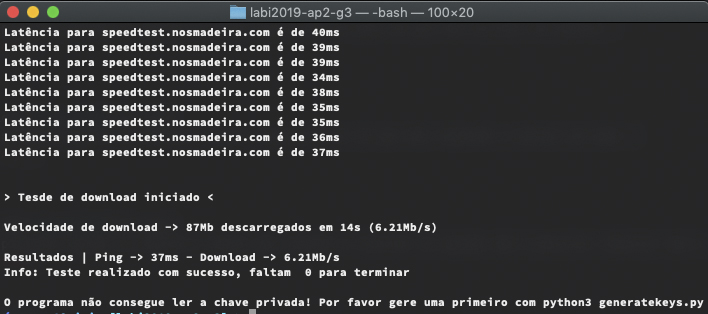 labi2019-ap2-g3 — -bash — 100×20
Latência para speedtest.nosmadeira.com é de 40ms
Latência para speedtest.nosmadeira.com é de 39ms
Latência para speedtest.nosmadeira.com é de 39ms
Latência para speedtest.nosmadeira.com é de 34ms
Latência para speedtest.nosmadeira.com é de 38ms
Latência para speedtest.nosmadeira.com é de 35ms
Latência para speedtest.nosmadeira.com é de 35ms
Latência para speedtest.nosmadeira.com é de 36ms
Latência para speedtest.nosmadeira.com é de 37ms
> Tesde de download iniciado <
Velocidade de download -> 87Mb descarregados em 14s (6.21Mb/s)
Resultados | Ping -> 37ms - Download -> 6.21Mb/s
Info: Teste realizado com sucesso, faltam  0 para terminar
O programa não consegue ler a chave privada! Por favor gere uma primeiro com python3 generatekeys.py